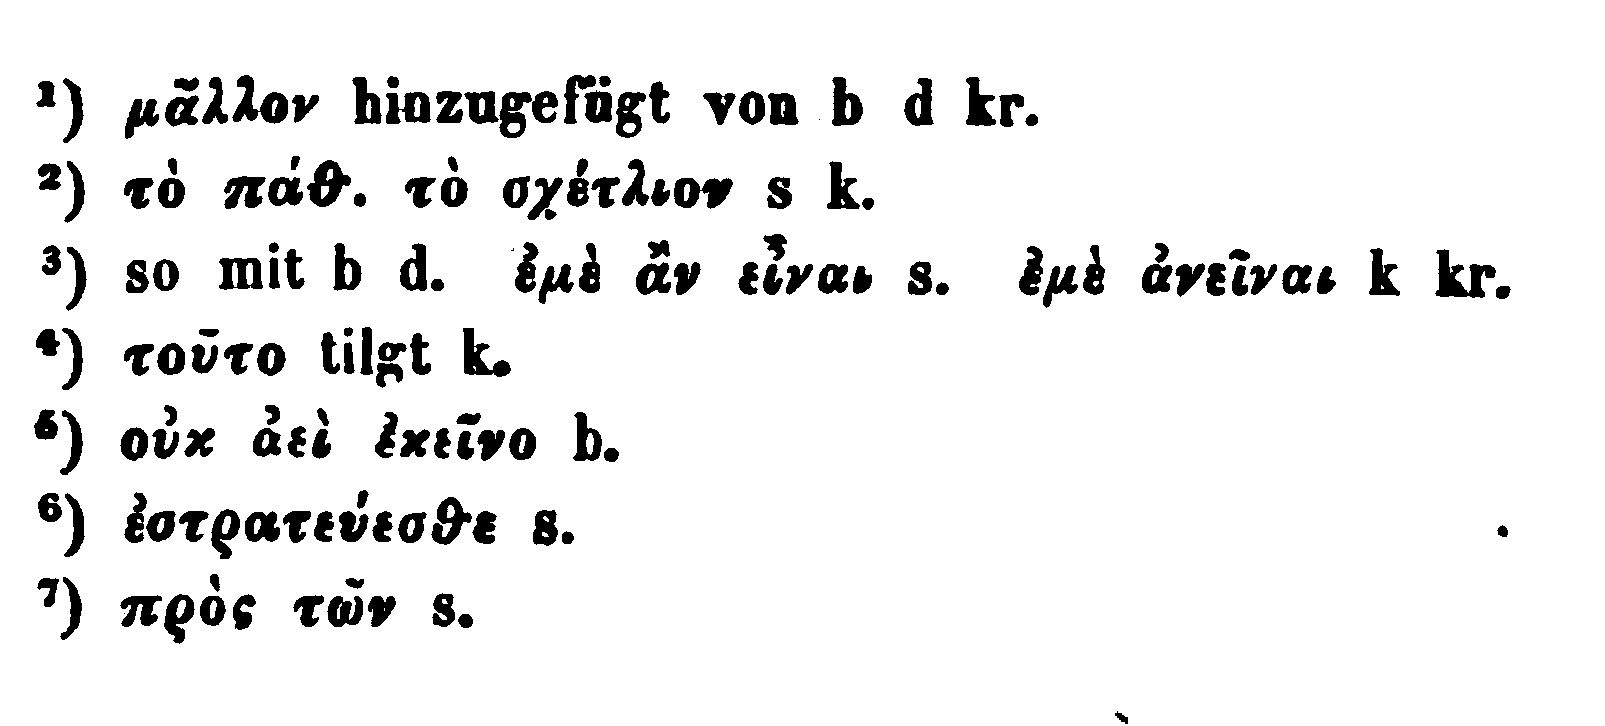 ¹) μᾶλλον hinzugefügt von b d kr.
²) τὸ πάθ. τὸ σχέτλιον s k.
³) so mit b d. ἐμὲ ἂν εἶναι s. ἐμὲ ἀνεῖναι k kr.
⁴) τοῦτο tilgt k.
⁵) οὐκ ἀεὶ ἐκεῖνο b.
⁶) ἐστρατεύεσθε s.
⁷) πρὸς τῶν s.